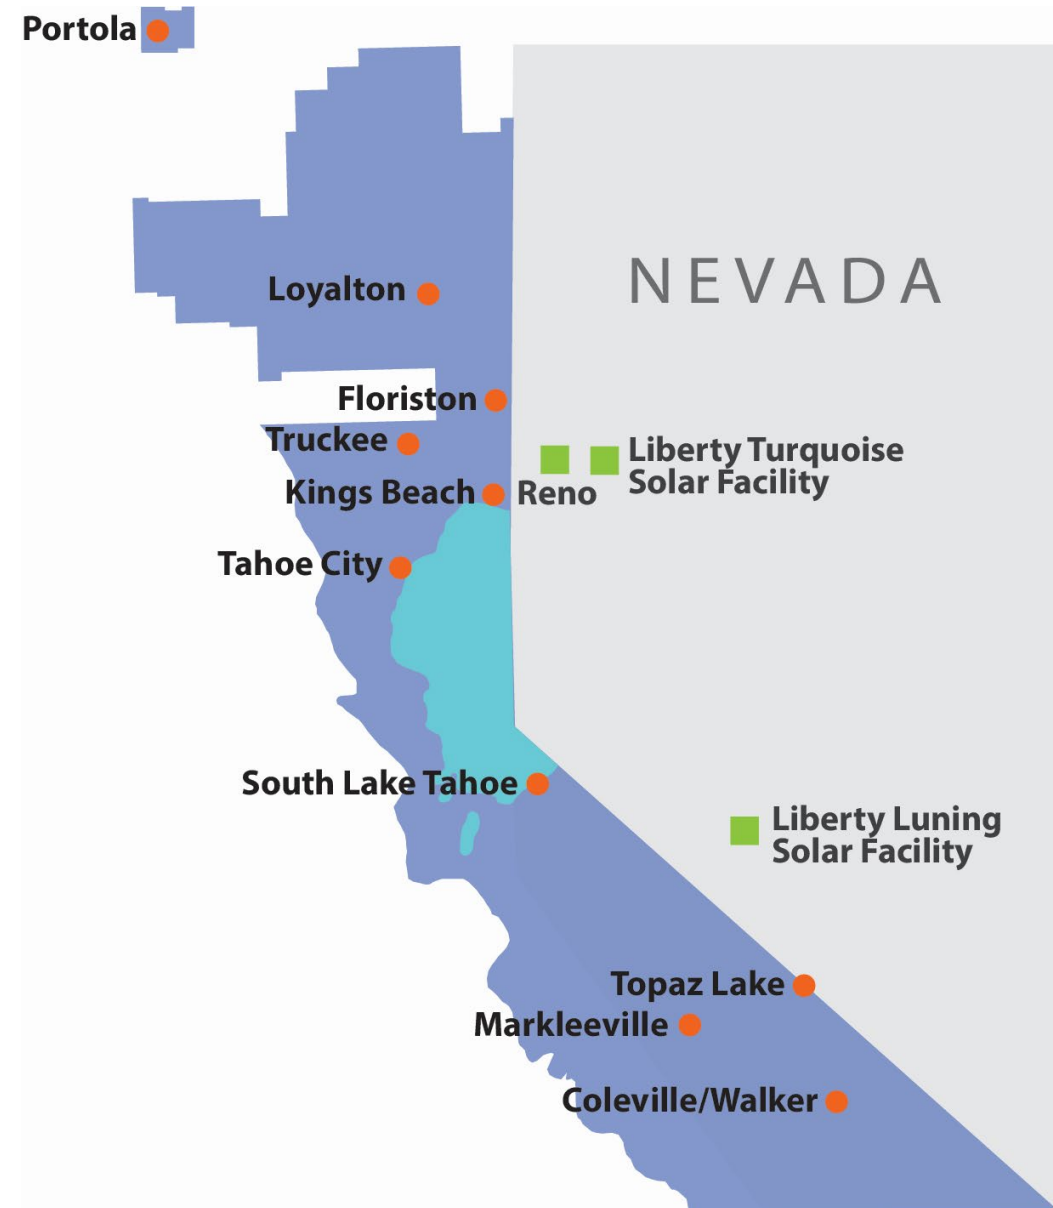 Portola
NEVADA
Loyalton
Floriston
Truckee
Liberty Turquoise
Solar Facility
Kings Beach
Reno
Tahoe City
South Lake Tahoe
Liberty Luning
Solar Facility
Topaz Lake
Markleeville
Coleville/Walker